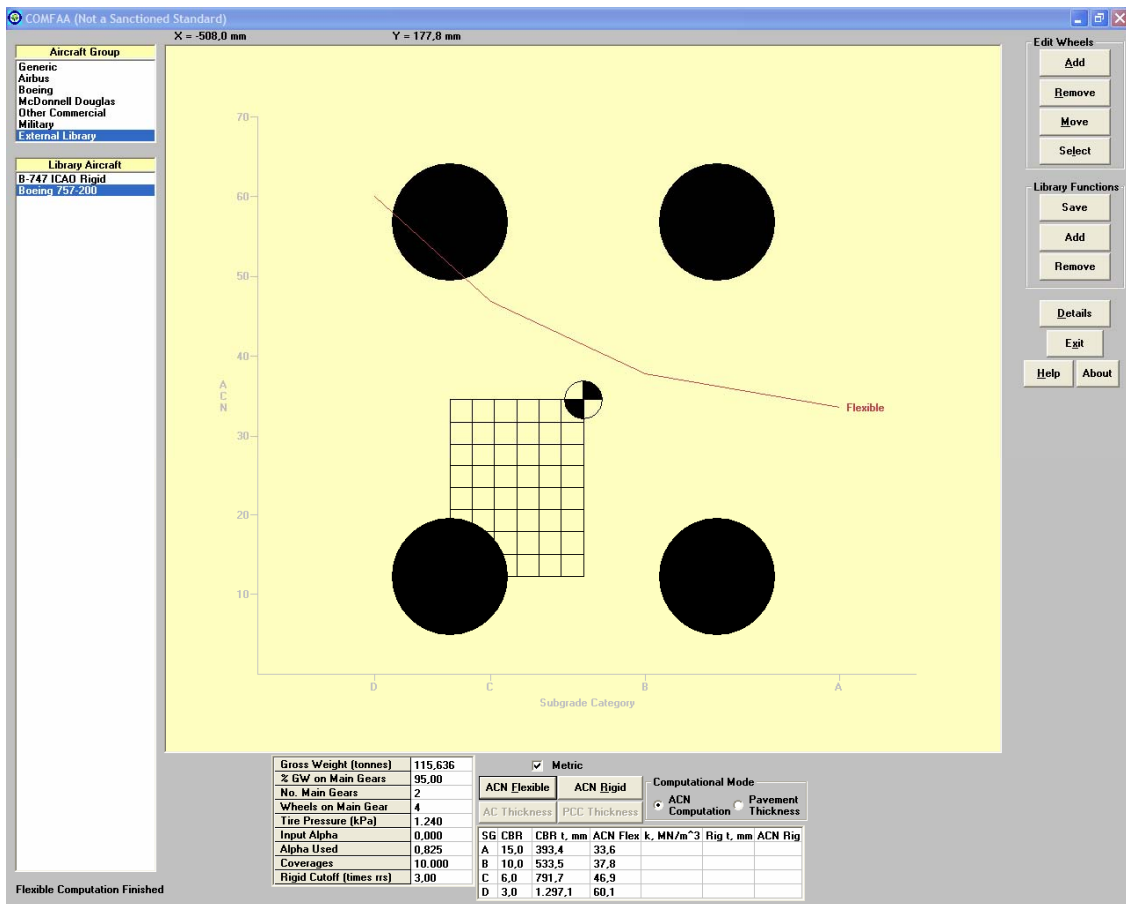 COMFAA (Not a Sanctioned Standard)
X = -508,0 mm Y = 177,8 mm
Aircraft Group
Generic
Airbus
Boeing
McDonnell Douglas
Other Commercial
Military
External Library
Library Aircraft
B-747 ICAO Rigid
Boeing 757-200
70
60
50
40
30
20
10
ACN
Flexible
D C B A
Subgrade Category
Edit Wheels
Add
Remove
Move
Select
Library Functions
Save
Add
Remove
Details
Exit
Help About
Gross Weight (tonnes) 115,636
% GW on Main Gears 95,00
No. Main Gears 2
Wheels on Main Gear 4
Tire Pressure (kPa) 1.240
Input Alpha 0,000
Alpha Used 0,825
Coverages 10.000
Rigid Cutoff (times rrs) 3,00
Metric
ACN Flexible ACN Rigid
AC Thickness PCC Thickness
Computational Mode
ACN Computation
Pavement Thickness
SG CBR CBR t, mm ACN Flex k, MN/m^3 Rig t, mm ACN Rig
A 15,0 393,4 33,6
B 10,0 533,5 37,8
C 6,0 791,7 46,9
D 3,0 1.297,1 60,1
Flexible Computation Finished